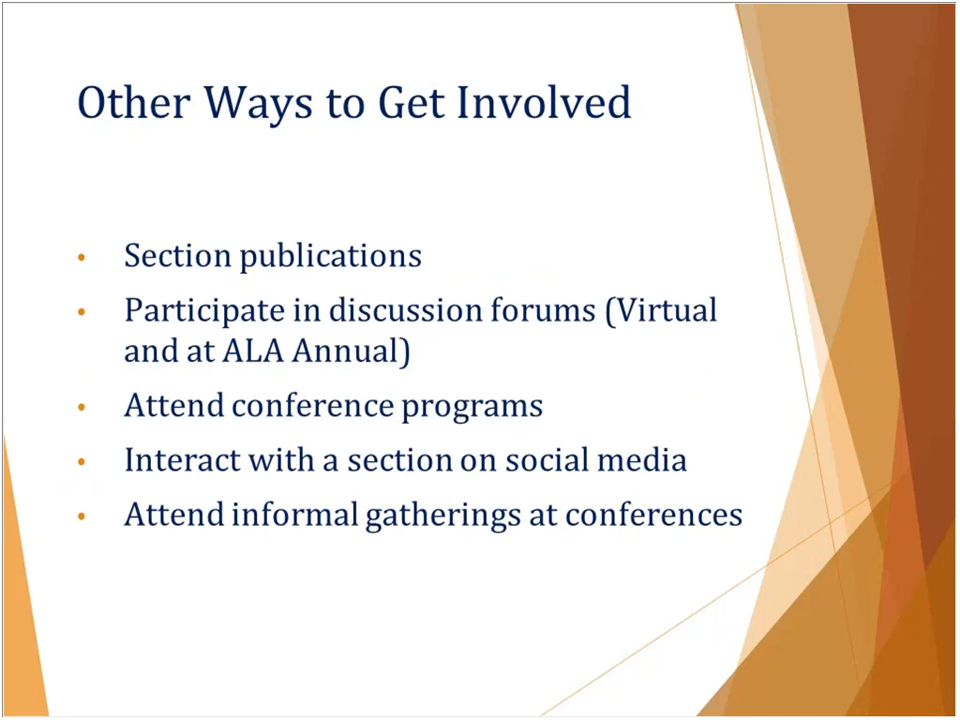 Other Ways to Get Involved
• Section publications
• Participate in discussion forums (Virtual
and at ALA Annual)
• Attend conference programs
• Interact with a section on social media
• Attend informal gatherings at conferences